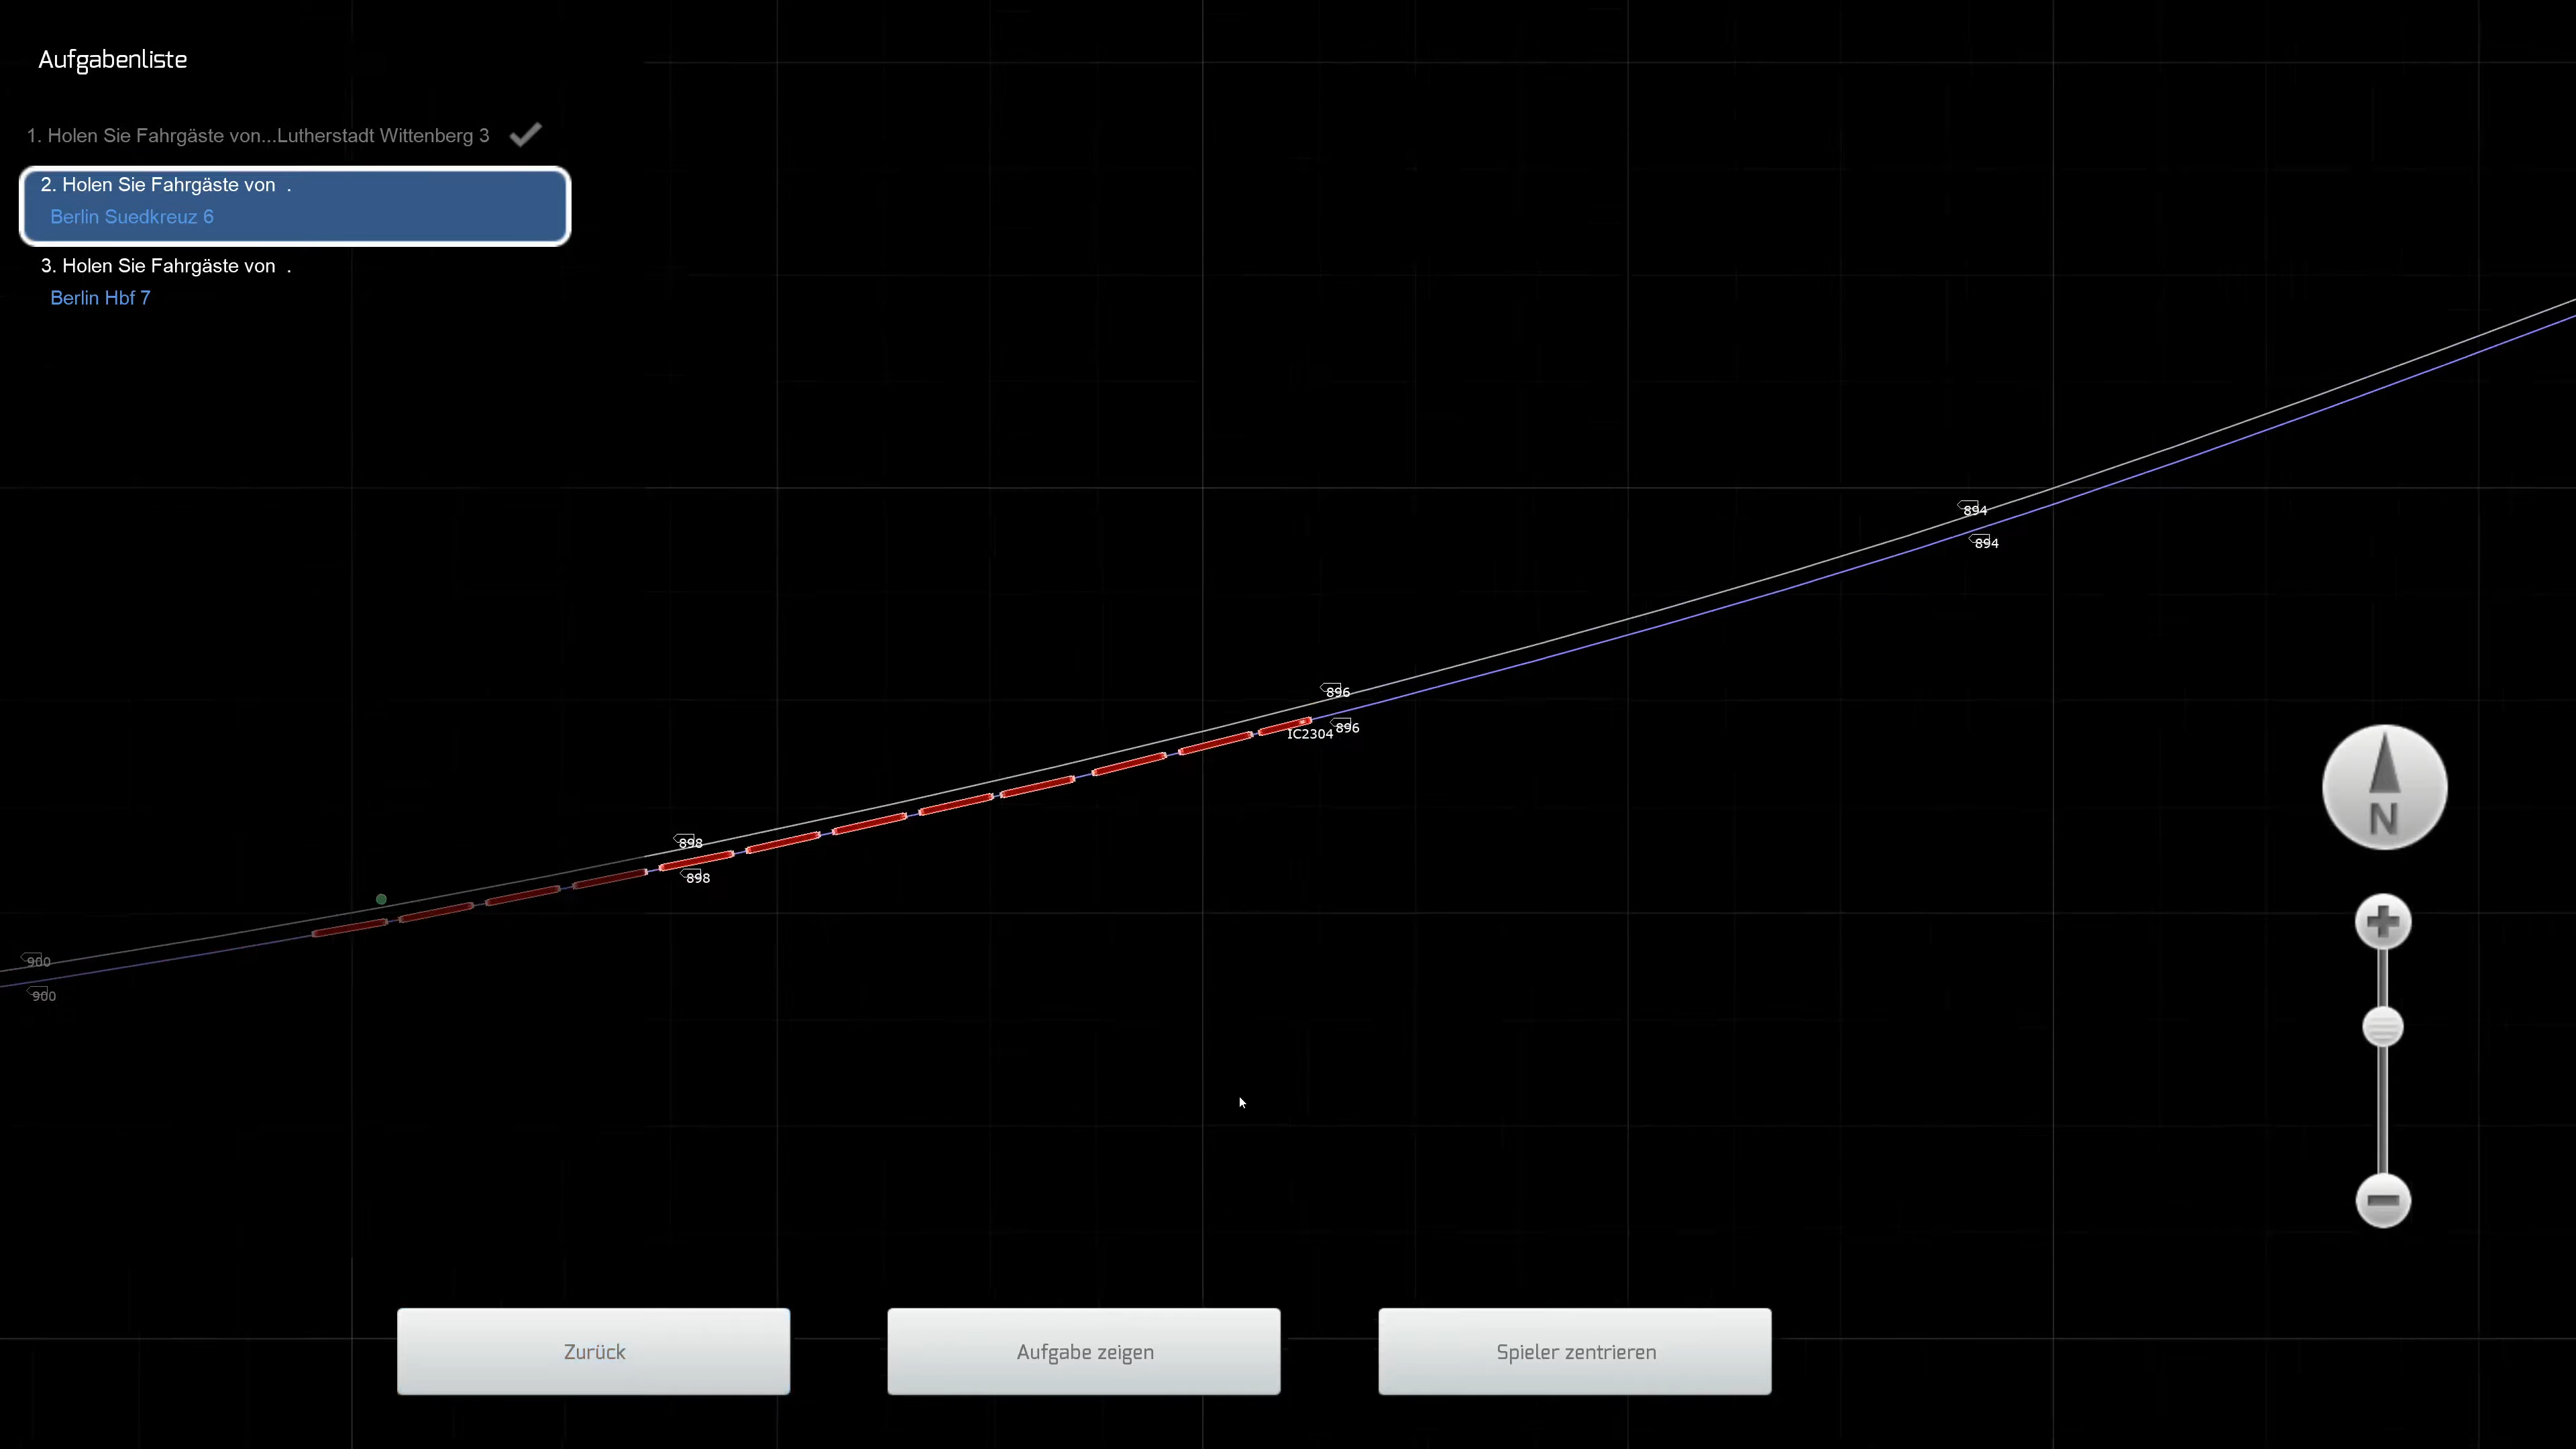 Aufgabenliste
1. Holen Sie Fahrgäste von...Lutherstadt Wittenberg 3
2. Holen Sie Fahrgäste von .
Berlin Suedkreuz 6
3. Holen Sie Fahrgäste von .
Berlin Hbf 7
894
894
896
IC2304
896
898
898
900
900
N
Zurück
Aufgabe zeigen
Spieler zentrieren